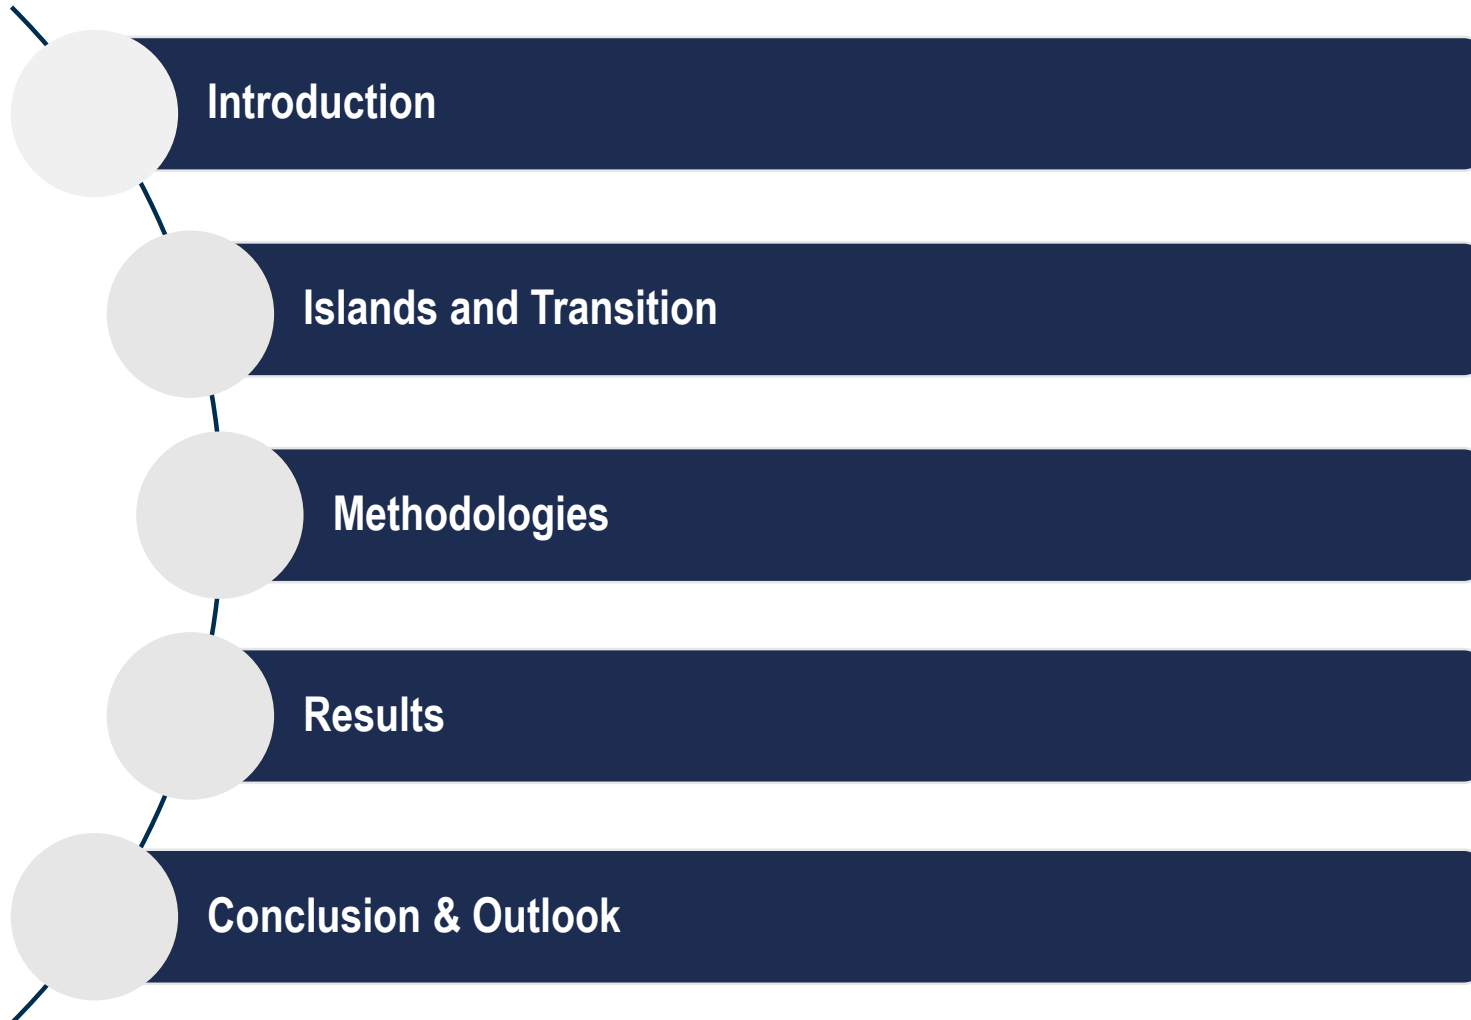 Introduction
Islands and Transition
Methodologies
Results
Conclusion & Outlook